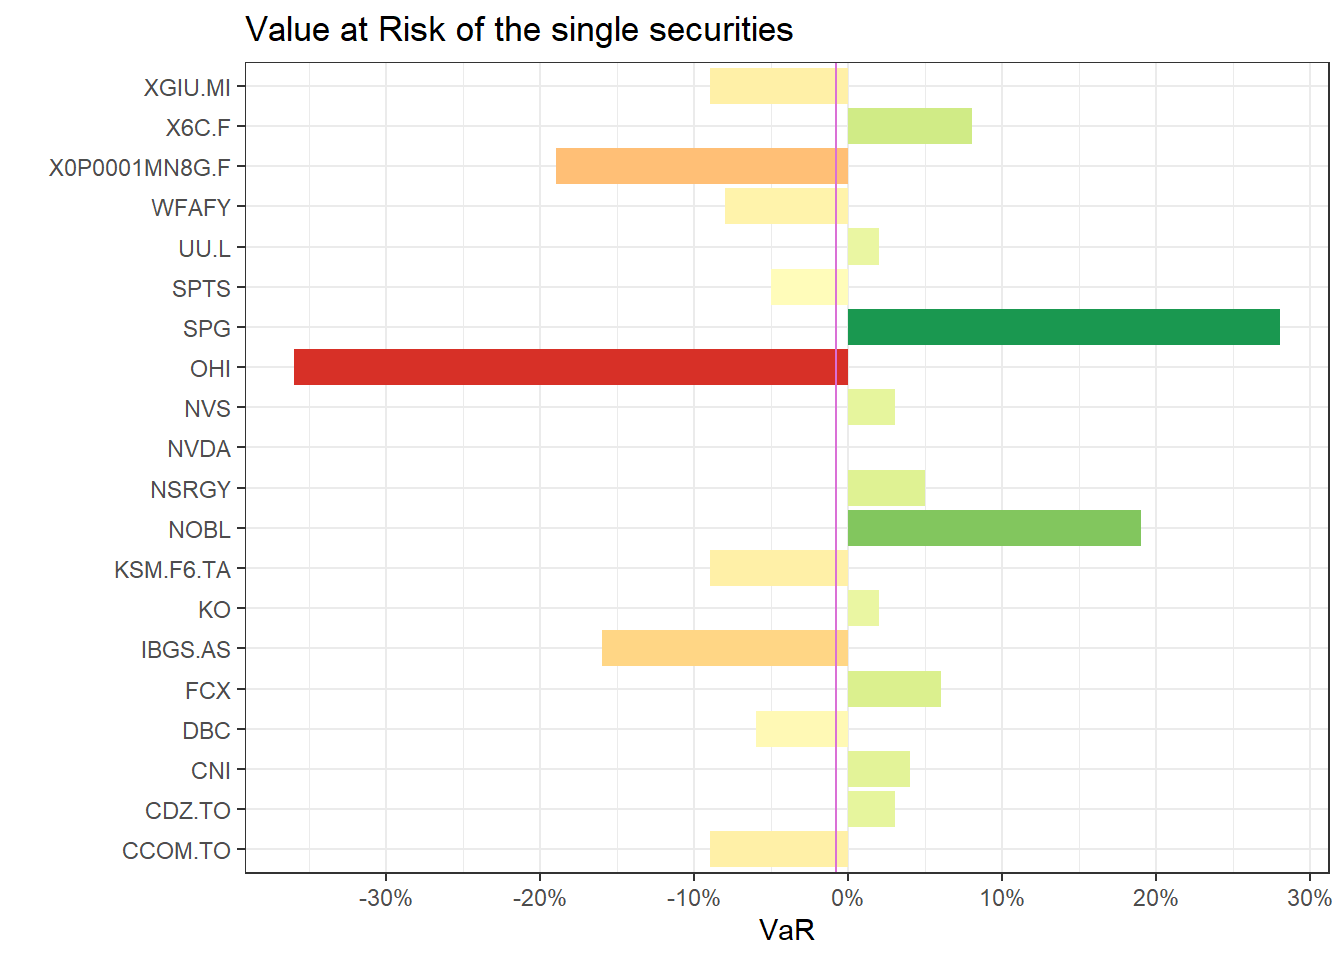 Value at Risk of the single securities
XGIU.MI
X6C.F
X0P0001MN8G.F
WFAFY
UU.L
SPTS
SPG
OHI
NVS
NVDA
NSRGY
NOBL
KSM.F6.TA
KO
IBGS.AS
FCX
DBC
CNI
CDZ.TO
CCOM.TO
-30% -20% -10% 0% 10% 20% 30%
VaR